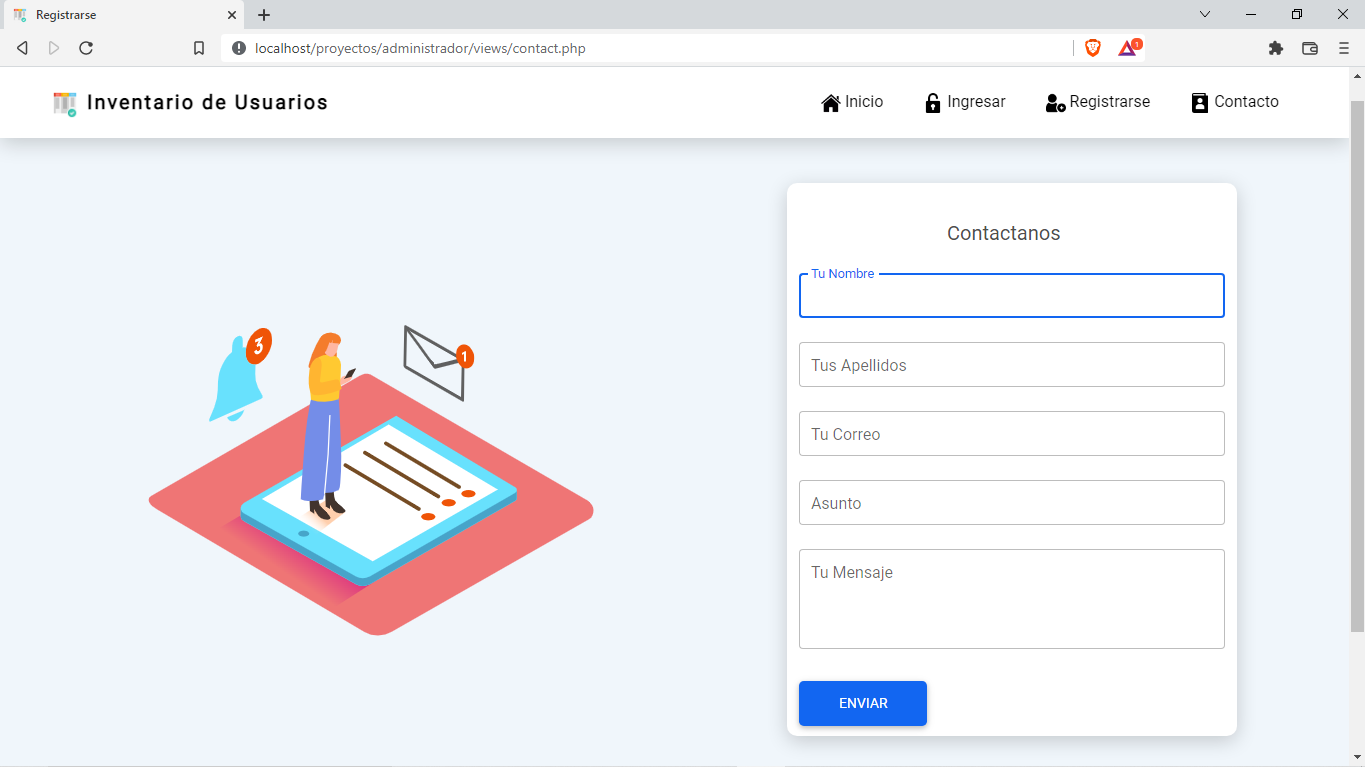 Registrarse
localhost/proyectos/administrador/views/contact.php
1
Inventario de Usuarios
Inicio
Ingresar
Registrarse
Contacto
3
1
Contactanos
Tu Nombre
Tus Apellidos
Tu Correo
Asunto
Tu Mensaje
ENVIAR